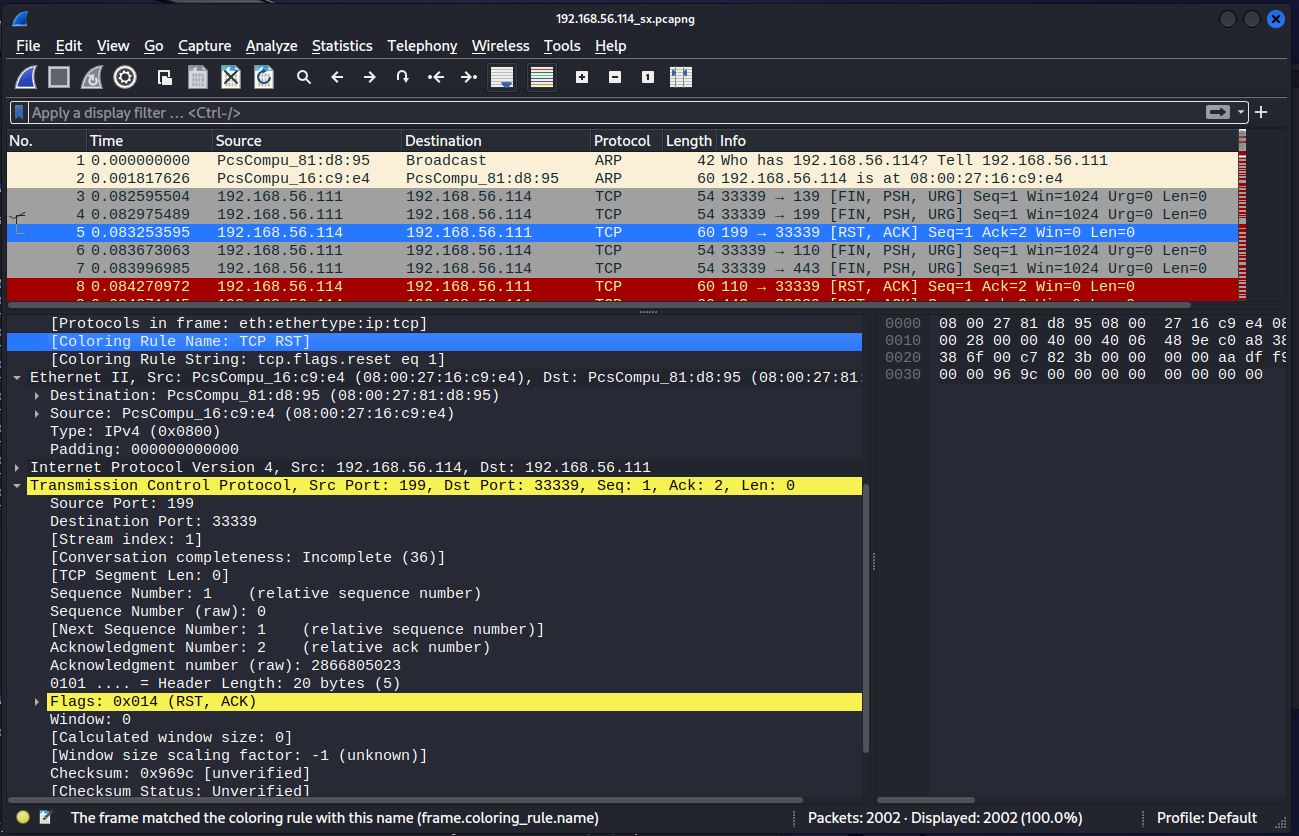 192.168.56.114_sx.pcapng
File Edit View Go Capture Analyze Statistics Telephony Wireless Tools Help
Apply a display filter … <Ctrl-/>
No. Time Source Destination Protocol Length Info
1 0.000000000 PcsCompu_81:d8:95 Broadcast ARP 42 Who has 192.168.56.114? Tell 192.168.56.111
2 0.001817626 PcsCompu_16:c9:e4 PcsCompu_81:d8:95 ARP 60 192.168.56.114 is at 08:00:27:16:c9:e4
3 0.082595504 192.168.56.111 192.168.56.114 TCP 54 33339 → 139 [FIN, PSH, URG] Seq=1 Win=1024 Urg=0 Len=0
4 0.082975489 192.168.56.111 192.168.56.114 TCP 54 33339 → 199 [FIN, PSH, URG] Seq=1 Win=1024 Urg=0 Len=0
5 0.083253595 192.168.56.114 192.168.56.111 TCP 60 199 → 33339 [RST, ACK] Seq=1 Ack=2 Win=0 Len=0
6 0.083673063 192.168.56.111 192.168.56.114 TCP 54 33339 → 110 [FIN, PSH, URG] Seq=1 Win=1024 Urg=0 Len=0
7 0.083996985 192.168.56.111 192.168.56.114 TCP 54 33339 → 443 [FIN, PSH, URG] Seq=1 Win=1024 Urg=0 Len=0
8 0.084270972 192.168.56.114 192.168.56.111 TCP 60 110 → 33339 [RST, ACK] Seq=1 Ack=2 Win=0 Len=0
[Protocols in frame: eth:ethertype:ip:tcp]
[Coloring Rule Name: TCP RST]
[Coloring Rule String: tcp.flags.reset eq 1]
Ethernet II, Src: PcsCompu_16:c9:e4 (08:00:27:16:c9:e4), Dst: PcsCompu_81:d8:95 (08:00:27:81:
Destination: PcsCompu_81:d8:95 (08:00:27:81:d8:95)
Source: PcsCompu_16:c9:e4 (08:00:27:16:c9:e4)
Type: IPv4 (0x0800)
Padding: 000000000000
Internet Protocol Version 4, Src: 192.168.56.114, Dst: 192.168.56.111
Transmission Control Protocol, Src Port: 199, Dst Port: 33339, Seq: 1, Ack: 2, Len: 0
Source Port: 199
Destination Port: 33339
[Stream index: 1]
[Conversation completeness: Incomplete (36)]
[TCP Segment Len: 0]
Sequence Number: 1 (relative sequence number)
Sequence Number (raw): 0
[Next Sequence Number: 1 (relative sequence number)]
Acknowledgment Number: 2 (relative ack number)
Acknowledgment number (raw): 2866805023
0101 .... = Header Length: 20 bytes (5)
Flags: 0x014 (RST, ACK)
Window: 0
[Calculated window size: 0]
[Window size scaling factor: -1 (unknown)]
Checksum: 0x969c [unverified]
[Checksum Status: Unverified]
0000 08 00 27 81 d8 95 08 00 27 16 c9 e4 08
0010 00 28 00 00 40 00 40 06 48 9e c0 a8 38
0020 38 6f 00 c7 82 3b 00 00 00 00 aa df f9
0030 00 00 96 9c 00 00 00 00 00 00 00 00
The frame matched the coloring rule with this name (frame.coloring_rule.name)
Packets: 2002 · Displayed: 2002 (100.0%)
Profile: Default